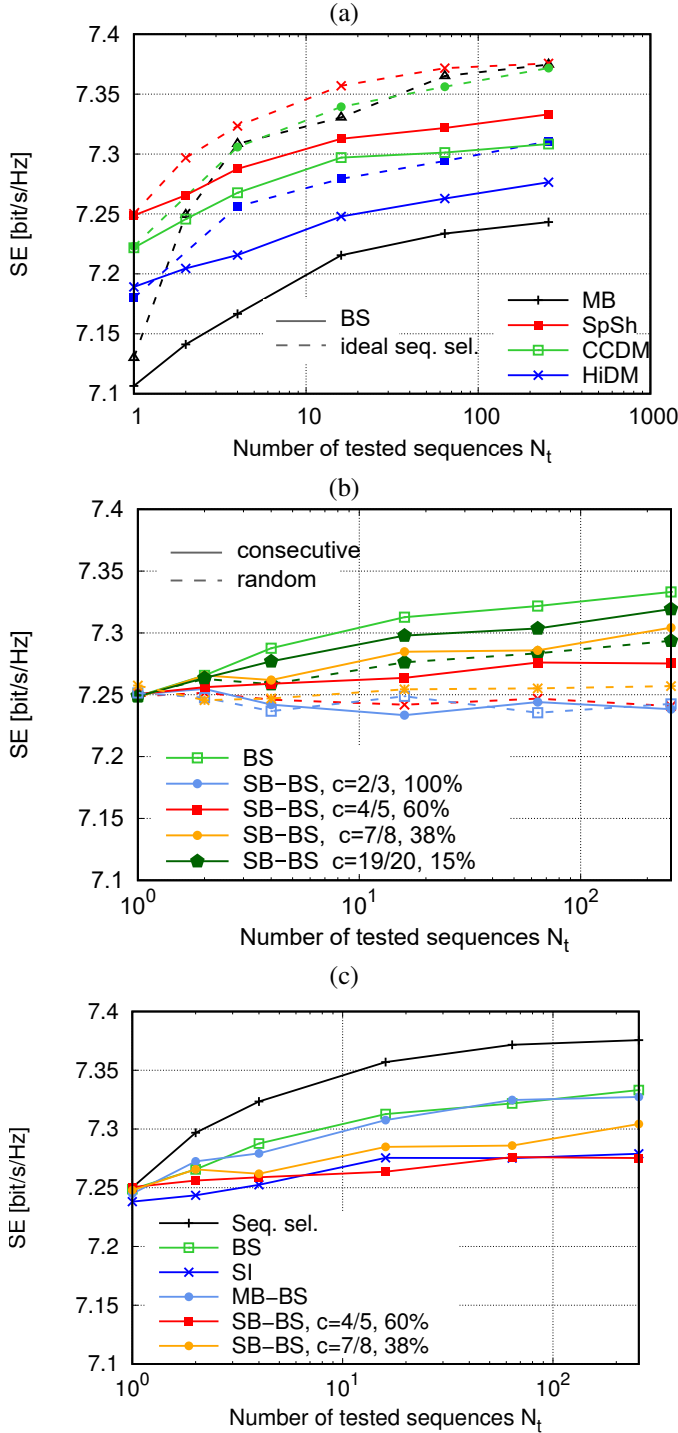 (a)
7.4
7.35
7.3
7.25
7.2
7.15
7.1
SE [bit/s/Hz]
BS
ideal seq. sel.
MB
SpSh
CCDM
HiDM
1 10 100 1000
Number of tested sequences N_t
(b)
7.4
7.35
7.3
7.25
7.2
7.15
7.1
SE [bit/s/Hz]
consecutive
random
BS
SB−BS, c=2/3, 100%
SB−BS, c=4/5, 60%
SB−BS, c=7/8, 38%
SB−BS c=19/20, 15%
10^0 10^1 10^2
Number of tested sequences N_t
(c)
7.4
7.35
7.3
7.25
7.2
7.15
7.1
SE [bit/s/Hz]
Seq. sel.
BS
SI
MB−BS
SB−BS, c=4/5, 60%
SB−BS, c=7/8, 38%
10^0 10^1 10^2
Number of tested sequences N_t